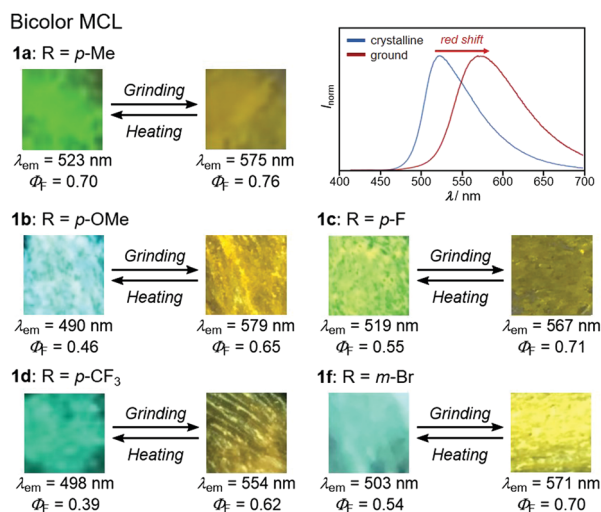 Bicolor MCL
1a: R = p-Me
Grinding
Heating
λem = 523 nm
ΦF = 0.70
λem = 575 nm
ΦF = 0.76
crystalline
ground
red shift
Inorm
400 450 500 550 600 650 700
λ/ nm
1b: R = p-OMe
Grinding
Heating
λem = 490 nm
ΦF = 0.46
λem = 579 nm
ΦF = 0.65
1c: R = p-F
Grinding
Heating
λem = 519 nm
ΦF = 0.55
λem = 567 nm
ΦF = 0.71
1d: R = p-CF3
Grinding
Heating
λem = 498 nm
ΦF = 0.39
λem = 554 nm
ΦF = 0.62
1f: R = m-Br
Grinding
Heating
λem = 503 nm
ΦF = 0.54
λem = 571 nm
ΦF = 0.70